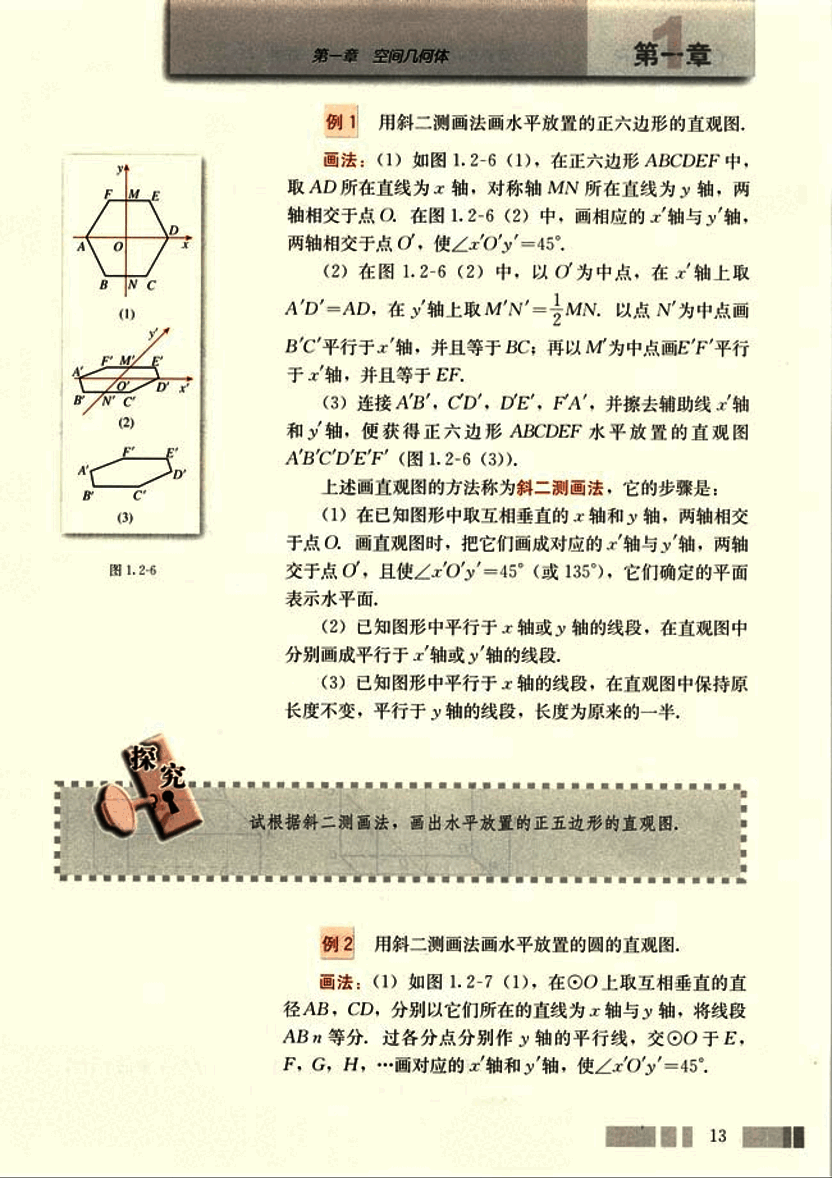 第一章 空间几何体
第一章
例1 用斜二测画法画水平放置的正六边形的直观图.
画法：(1) 如图 1.2-6 (1)，在正六边形 ABCDEF 中，
取 AD 所在直线为 x 轴，对称轴 MN 所在直线为 y 轴，两
轴相交于点 O. 在图 1.2-6 (2) 中，画相应的 x′轴与 y′轴，
两轴相交于点 O′，使∠x′O′y′=45°.
(2) 在图 1.2-6 (2) 中，以 O′为中点，在 x′轴上取
A′D′=AD，在 y′轴上取 M′N′=1/2 MN. 以点 N′为中点画
B′C′平行于 x′轴，并且等于 BC；再以 M′为中点画E′F′平行
于 x′轴，并且等于 EF.
(3) 连接 A′B′，C′D′，D′E′，F′A′，并擦去辅助线 x′轴
和 y′轴，便获得正六边形 ABCDEF 水平放置的直观图
A′B′C′D′E′F′ (图 1.2-6 (3)).
上述画直观图的方法称为斜二测画法，它的步骤是：
(1) 在已知图形中取互相垂直的 x 轴和 y 轴，两轴相交
于点 O. 画直观图时，把它们画成对应的 x′轴与 y′轴，两轴
交于点 O′，且使∠x′O′y′=45° (或 135°)，它们确定的平面
表示水平面.
(2) 已知图形中平行于 x 轴或 y 轴的线段，在直观图中
分别画成平行于 x′轴或 y′轴的线段.
(3) 已知图形中平行于 x 轴的线段，在直观图中保持原
长度不变，平行于 y 轴的线段，长度为原来的一半.
y
F M E
A O D x
B N C
(1)
y′
F′ M′ E′
A′ O′ D′ x′
B′ N′ C′
(2)
F′ E′
A′ D′
B′ C′
(3)
图 1.2-6
探究
试根据斜二测画法，画出水平放置的正五边形的直观图.
例2 用斜二测画法画水平放置的圆的直观图.
画法：(1) 如图 1.2-7 (1)，在⊙O 上取互相垂直的直
径 AB，CD，分别以它们所在的直线为 x 轴与 y 轴，将线段
AB n 等分. 过各分点分别作 y 轴的平行线，交⊙O 于 E，
F，G，H，…画对应的 x′轴和 y′轴，使∠x′O′y′=45°.
13